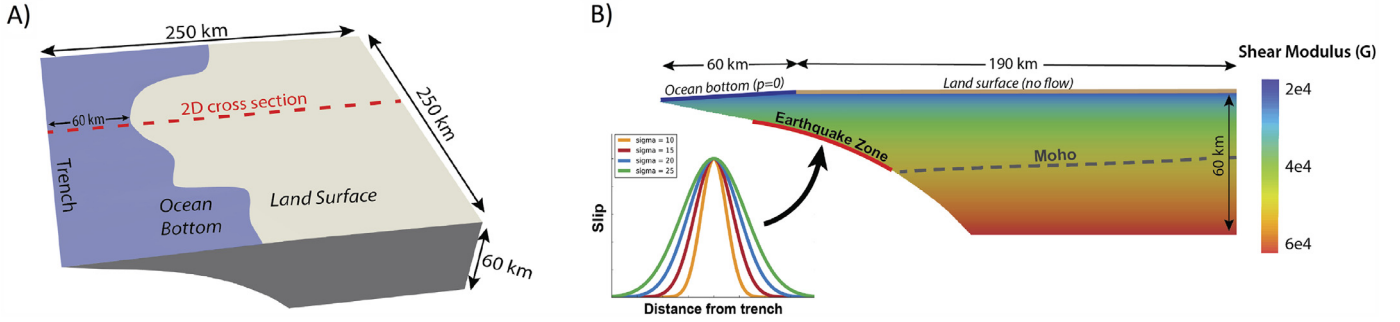 A)
250 km
250 km
2D cross section
60 km
Trench
Ocean
Bottom
Land Surface
60 km
B)
60 km
190 km
Ocean bottom (p=0)
Land surface (no flow)
Earthquake Zone
Moho
60 km
sigma = 10
sigma = 15
sigma = 20
sigma = 25
Slip
Distance from trench
Shear Modulus (G)
2e4
4e4
6e4